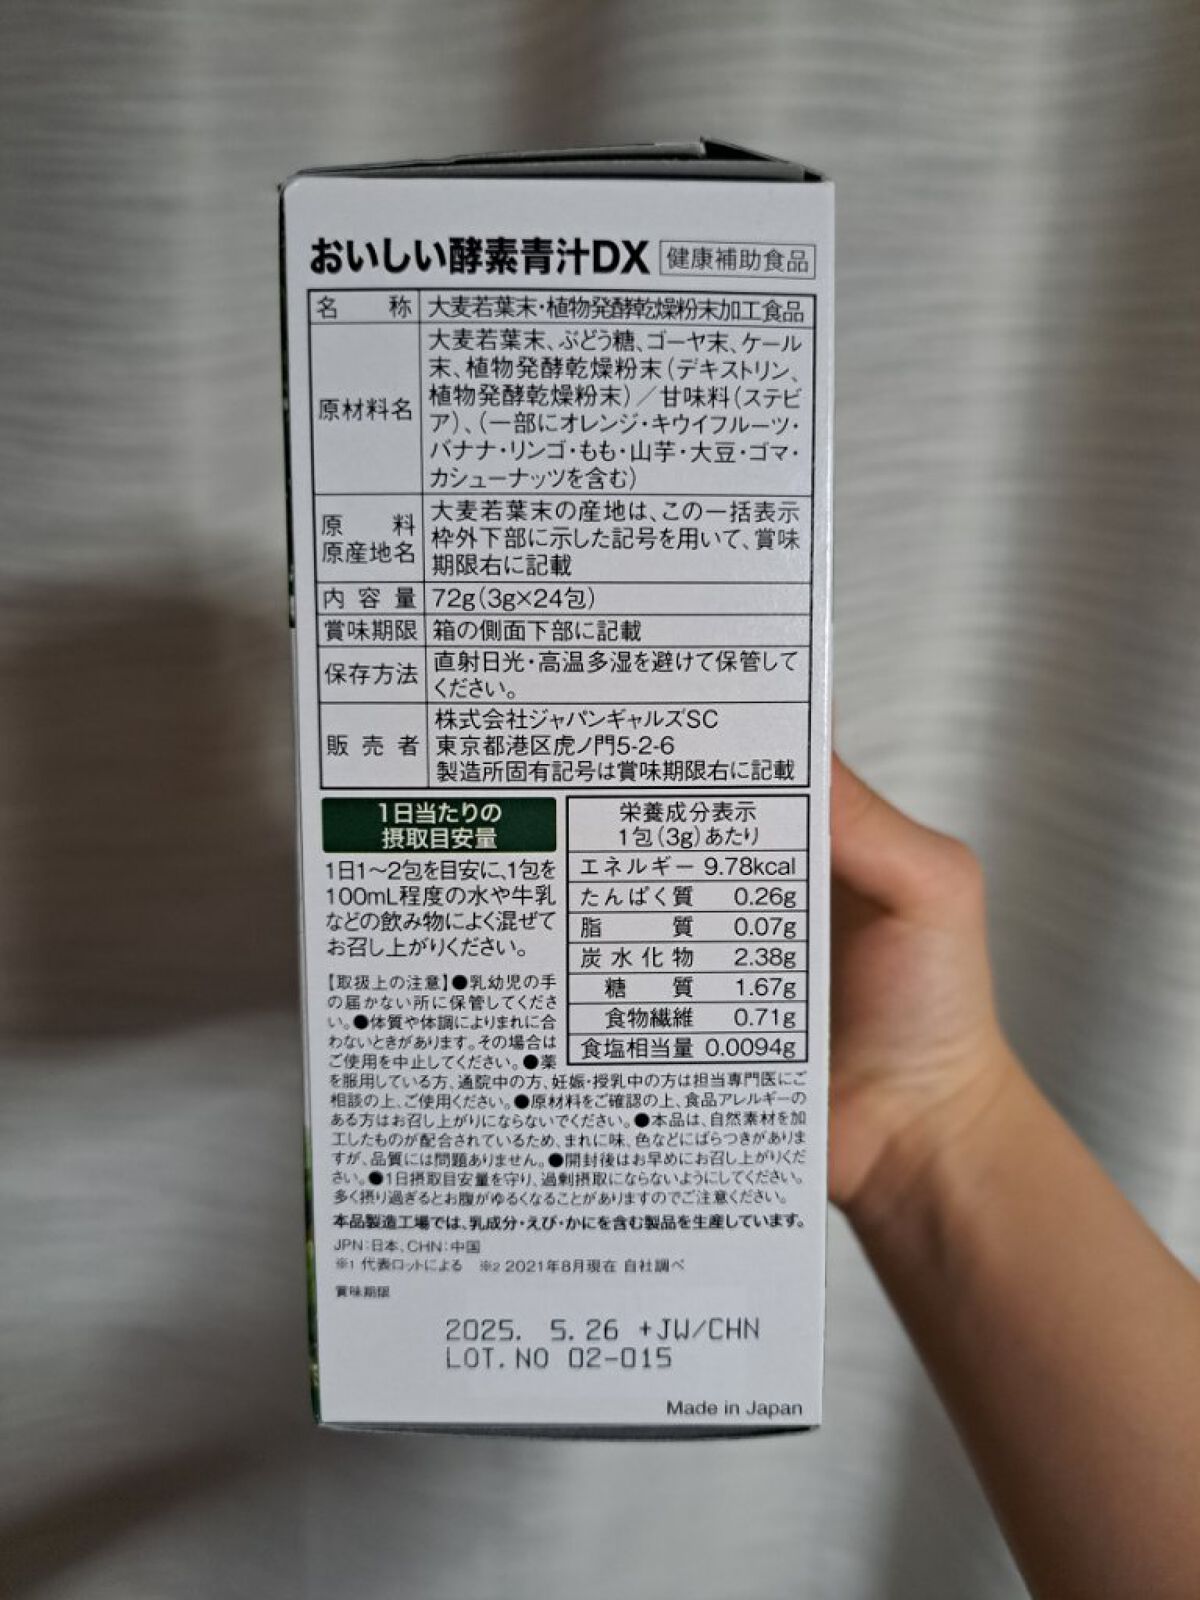 おいしい酵素青汁DX 健康補助食品
名称 大麦若葉末・植物発酵乾燥粉末加工食品
原材料名
大麦若葉末、ぶどう糖、ゴーヤ末、ケール
末、植物発酵乾燥粉末(デキストリン、
植物発酵乾燥粉末)/甘味料(ステビ
ア)、(一部にオレンジ・キウイフルーツ・
バナナ・リンゴ・もも・山芋・大豆・ゴマ・
カシューナッツを含む)
原料
原産地名
大麦若葉末の産地は、この一括表示
枠外下部に示した記号を用いて、賞味
期限右に記載
内容量 72g(3g×24包)
賞味期限 箱の側面下部に記載
保存方法
直射日光・高温多湿を避けて保管して
ください。
販売者
株式会社ジャパンギャルズSC
東京都港区虎ノ門5-2-6
製造所固有記号は賞味期限右に記載
1日当たりの
摂取目安量
1日1〜2包を目安に、1包を
100mL程度の水や牛乳
などの飲み物によく混ぜて
お召し上がりください。
栄養成分表示
1包(3g)あたり
エネルギー 9.78kcal
たんぱく質 0.26g
脂質 0.07g
炭水化物 2.38g
糖質 1.67g
食物繊維 0.71g
食塩相当量 0.0094g
【取扱上の注意】●乳幼児の手
の届かない所に保管してくださ
い。●体質や体調によりまれに合
わないときがあります。その場合は
ご使用を中止してください。●薬
を服用している方、通院中の方、妊娠・授乳中の方は担当専門医にご
相談の上、ご使用ください。●原材料をご確認の上、食品アレルギーの
ある方はお召し上がりにならないでください。●本品は、自然素材を加
工したものが配合されているため、まれに味、色などにばらつきがありま
すが、品質には問題ありません。●開封後はお早めにお召し上がりくだ
さい。●1日摂取目安量を守り、過剰摂取にならないようにしてください。
多く摂り過ぎるとお腹がゆるくなることがありますのでご注意ください。
本品製造工場では、乳成分・えび・かにを含む製品を生産しています。
JPN:日本、CHN:中国
※1 代表ロットによる ※2 2021年8月現在 自社調べ
賞味期限
2025. 5.26 +JW/CHN
LOT.NO 02-015
Made in Japan